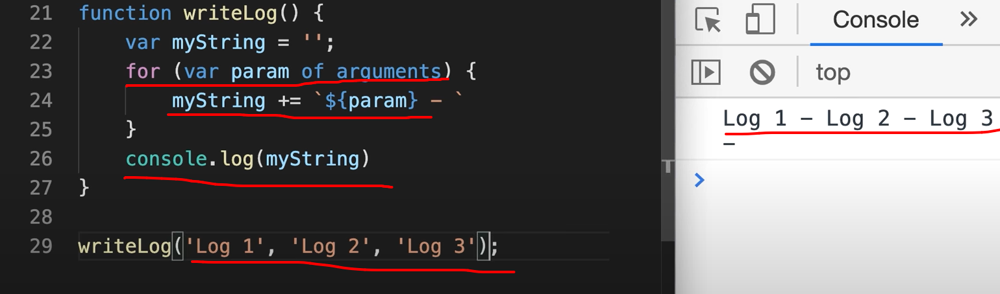 21 function writeLog() {
22 var myString = '';
23 for (var param of arguments) {
24 myString += `${param} - `
25 }
26 console.log(myString)
27 }
28
29 writeLog('Log 1', 'Log 2', 'Log 3');
T
Console »
top
Log 1 - Log 2 - Log 3
-
>